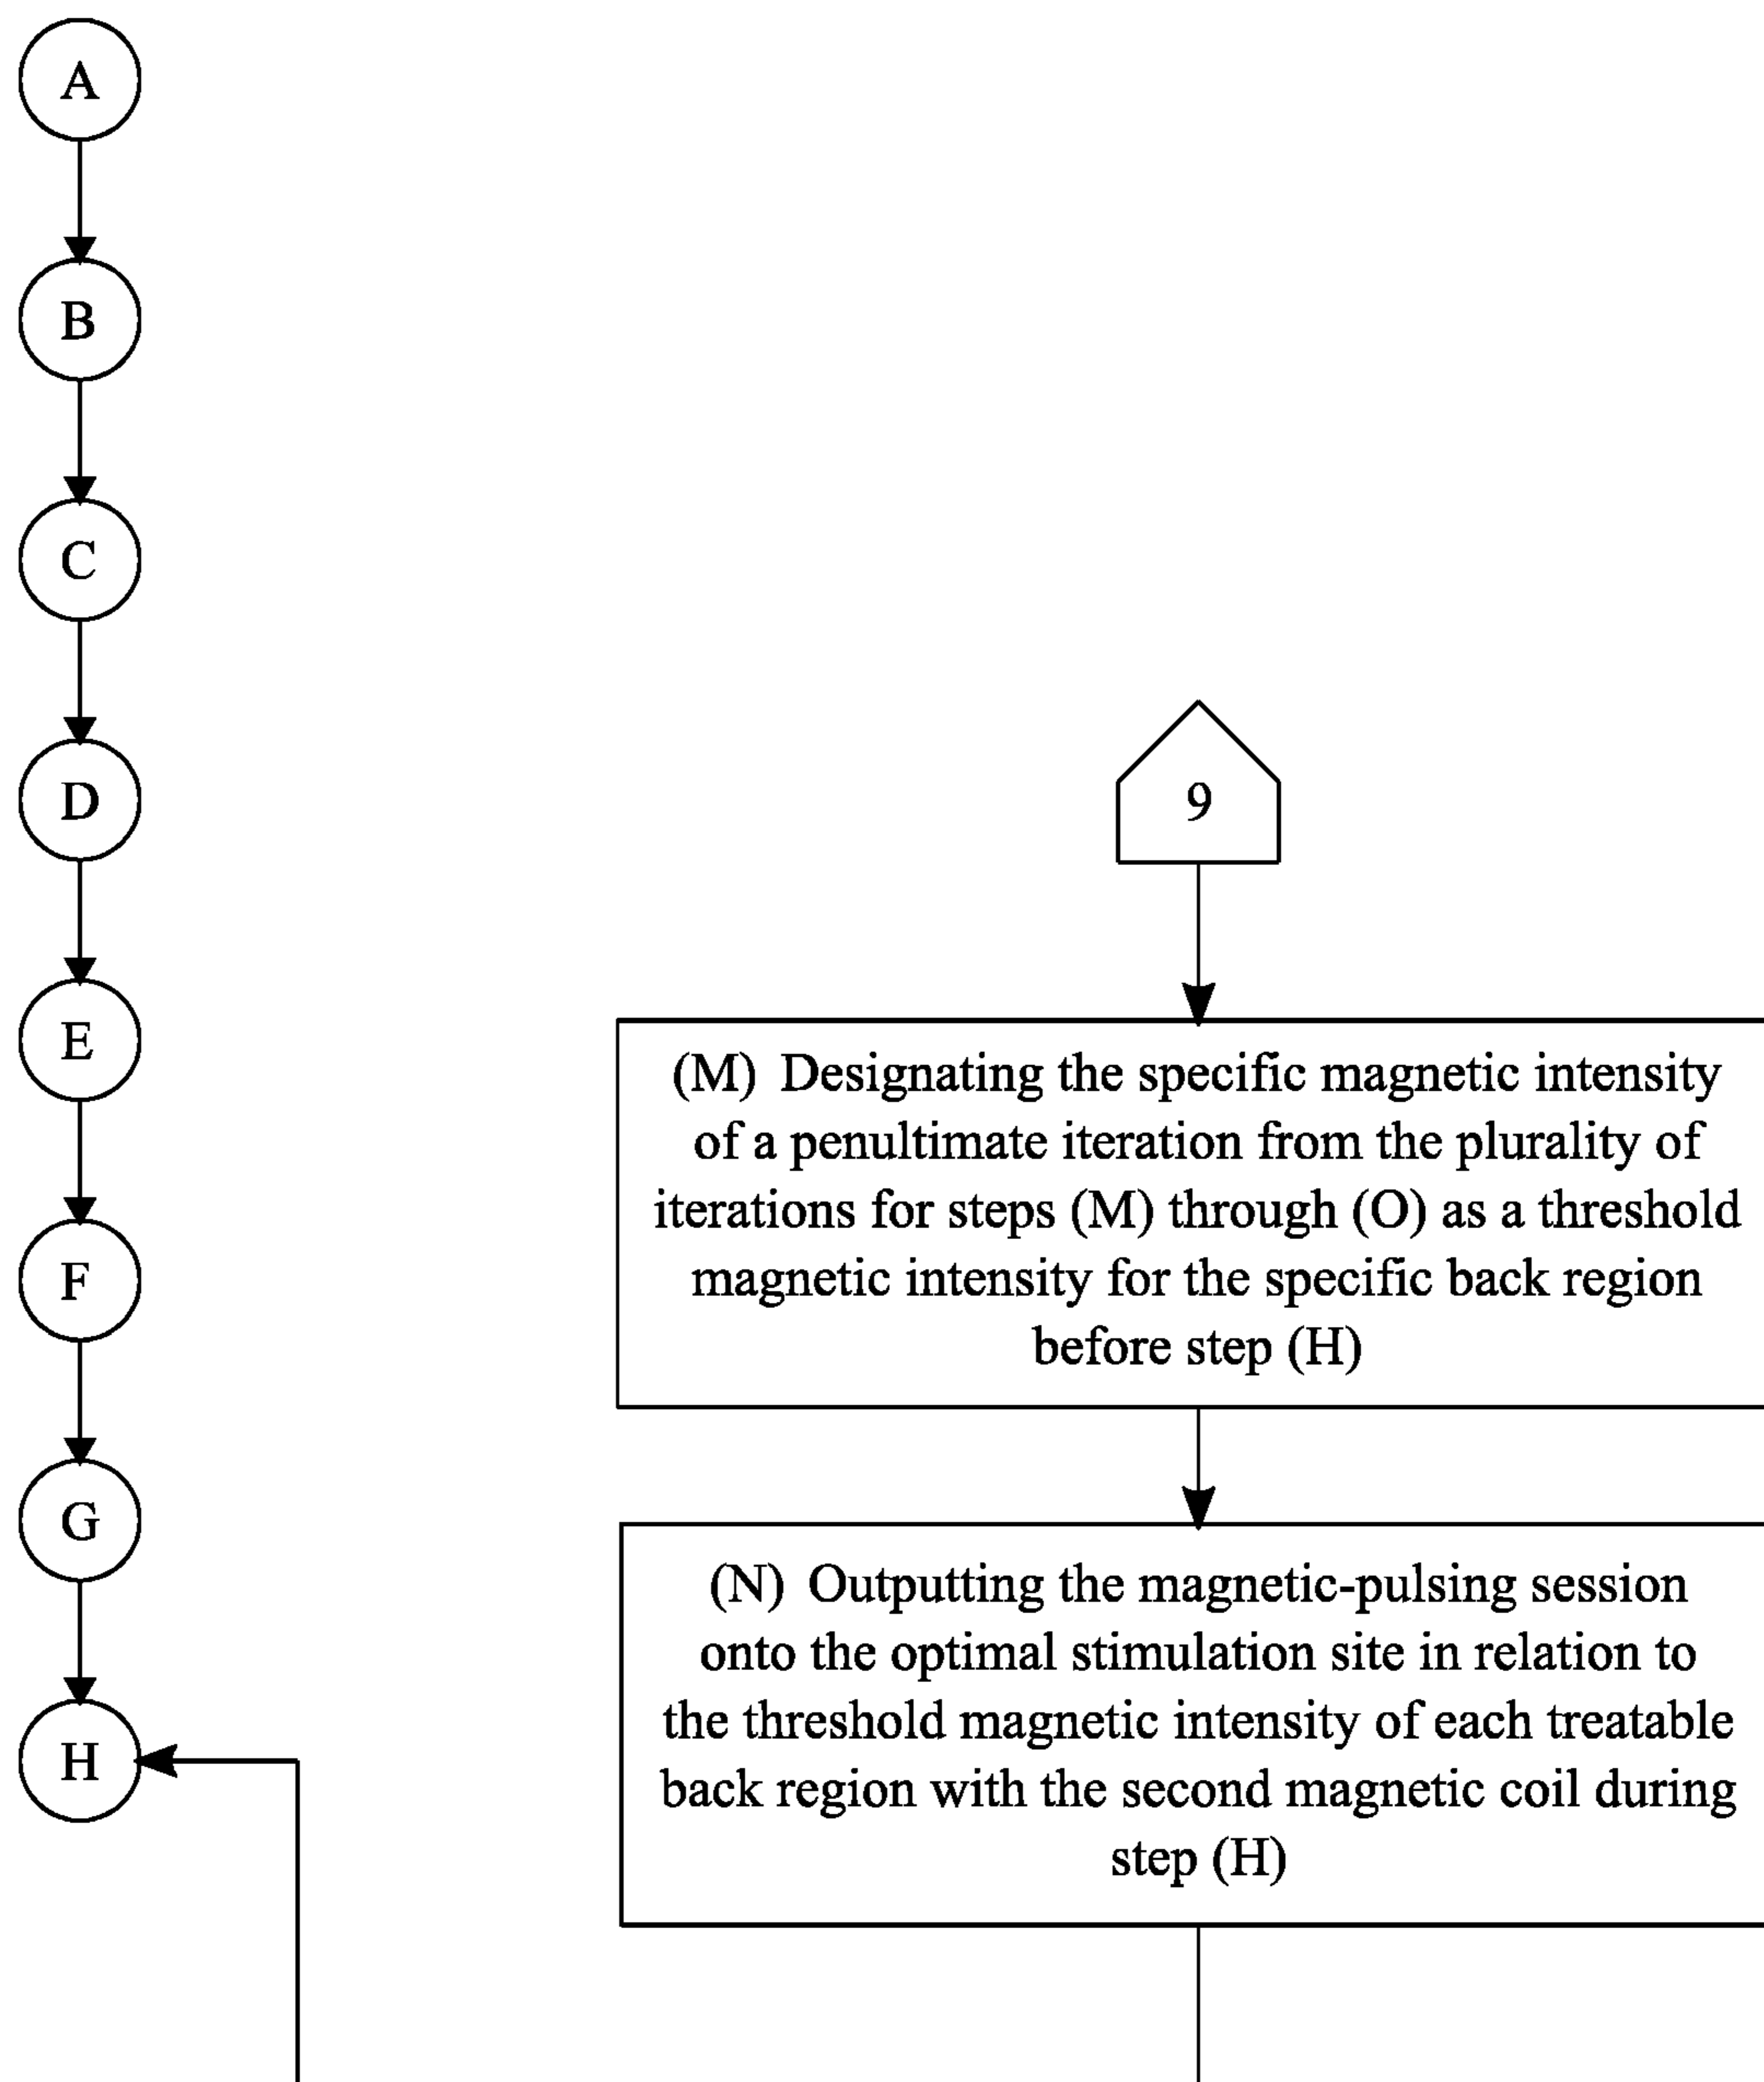 A
B
C
D
E
F
G
H
9
(M) Designating the specific magnetic intensity
of a penultimate iteration from the plurality of
iterations for steps (M) through (O) as a threshold
magnetic intensity for the specific back region
before step (H)
(N) Outputting the magnetic-pulsing session
onto the optimal stimulation site in relation to
the threshold magnetic intensity of each treatable
back region with the second magnetic coil during
step (H)